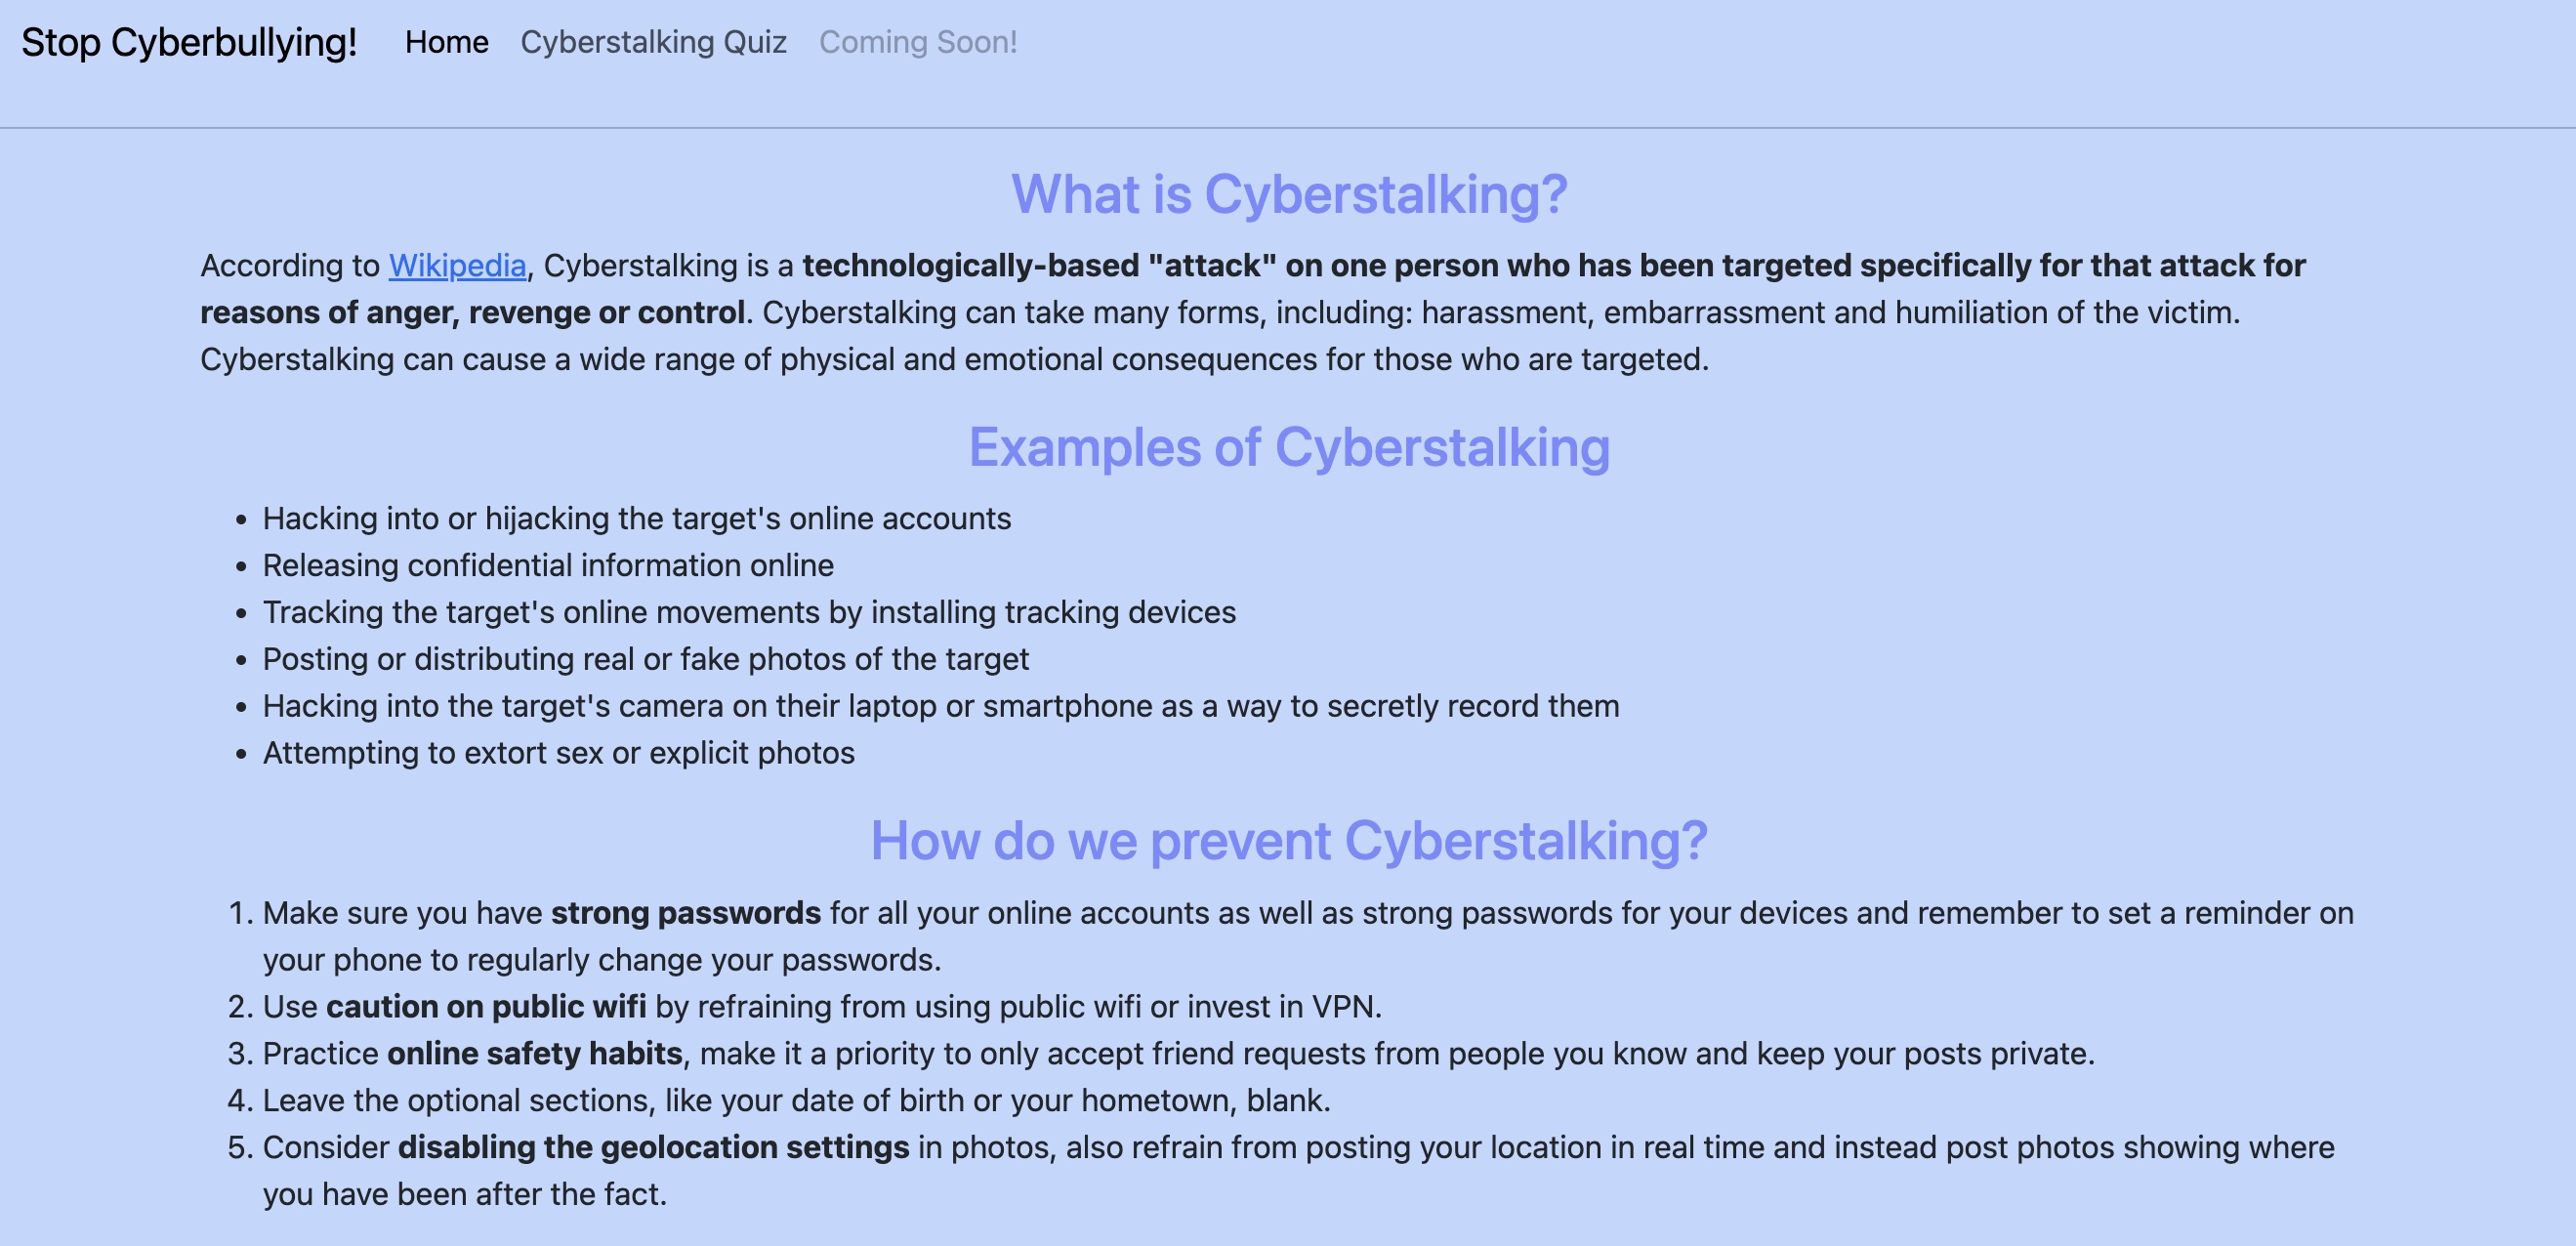 Stop Cyberbullying! Home Cyberstalking Quiz Coming Soon!
What is Cyberstalking?
According to Wikipedia, Cyberstalking is a technologically-based "attack" on one person who has been targeted specifically for that attack for
reasons of anger, revenge or control. Cyberstalking can take many forms, including: harassment, embarrassment and humiliation of the victim.
Cyberstalking can cause a wide range of physical and emotional consequences for those who are targeted.
Examples of Cyberstalking
• Hacking into or hijacking the target's online accounts
• Releasing confidential information online
• Tracking the target's online movements by installing tracking devices
• Posting or distributing real or fake photos of the target
• Hacking into the target's camera on their laptop or smartphone as a way to secretly record them
• Attempting to extort sex or explicit photos
How do we prevent Cyberstalking?
1. Make sure you have strong passwords for all your online accounts as well as strong passwords for your devices and remember to set a reminder on
your phone to regularly change your passwords.
2. Use caution on public wifi by refraining from using public wifi or invest in VPN.
3. Practice online safety habits, make it a priority to only accept friend requests from people you know and keep your posts private.
4. Leave the optional sections, like your date of birth or your hometown, blank.
5. Consider disabling the geolocation settings in photos, also refrain from posting your location in real time and instead post photos showing where
you have been after the fact.